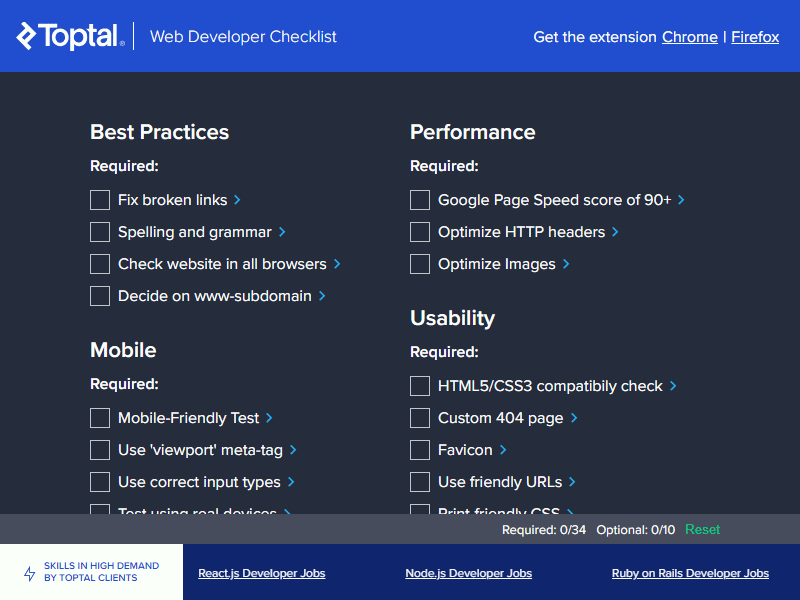 Toptal® Web Developer Checklist
Get the extension Chrome | Firefox
Best Practices
Required:
Fix broken links
Spelling and grammar
Check website in all browsers
Decide on www-subdomain
Mobile
Required:
Mobile-Friendly Test
Use 'viewport' meta-tag
Use correct input types
Test using real devices
Performance
Required:
Google Page Speed score of 90+
Optimize HTTP headers
Optimize Images
Usability
Required:
HTML5/CSS3 compatibily check
Custom 404 page
Favicon
Use friendly URLs
Print-friendly CSS
Required: 0/34 Optional: 0/10 Reset
SKILLS IN HIGH DEMAND
BY TOPTAL CLIENTS
React.js Developer Jobs
Node.js Developer Jobs
Ruby on Rails Developer Jobs